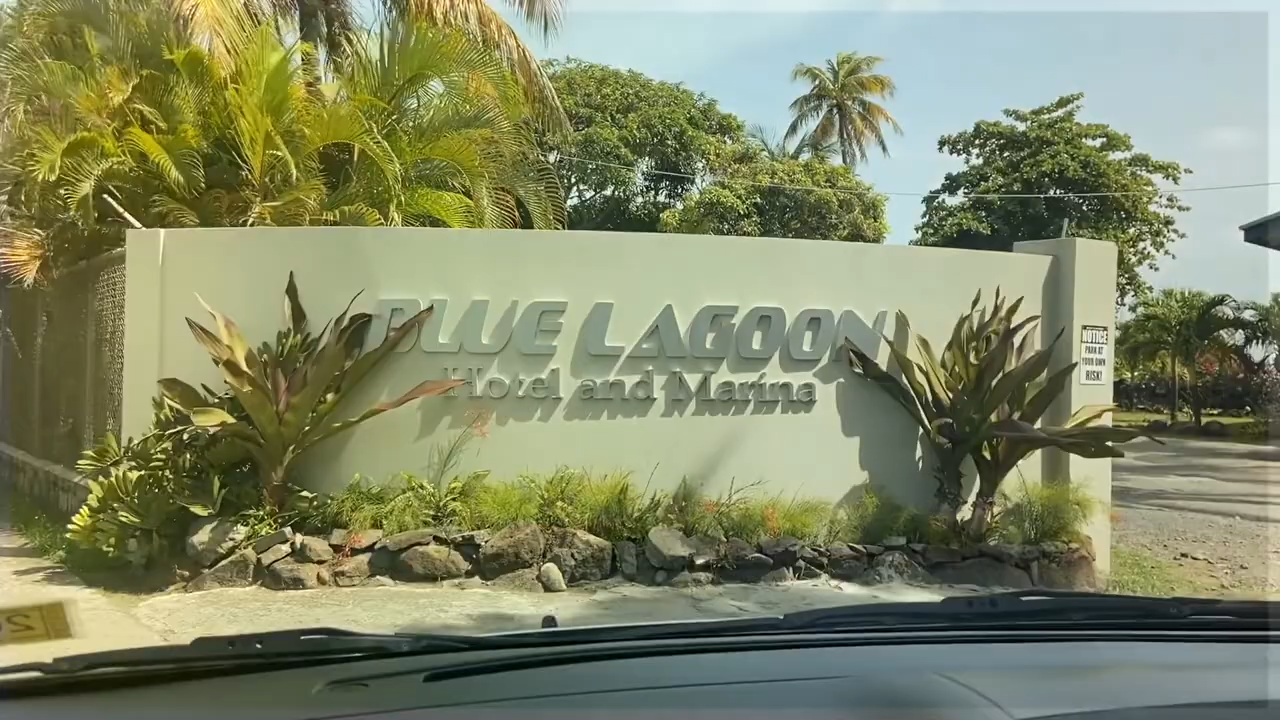 BLUE LAGOON
Hotel and Marina
NOTICE
PARK AT
YOUR OWN
RISK!